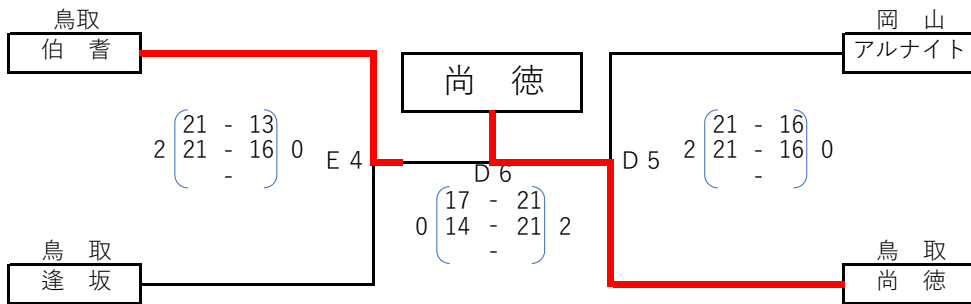 鳥取
伯 耆
岡 山
アルナイト
尚 徳
21 - 13
2 21 - 16 0
-
E 4
21 - 16
D 5 2 21 - 16 0
-
D 6
17 - 21
0 14 - 21 2
-
鳥 取
逢 坂
鳥 取
尚 徳